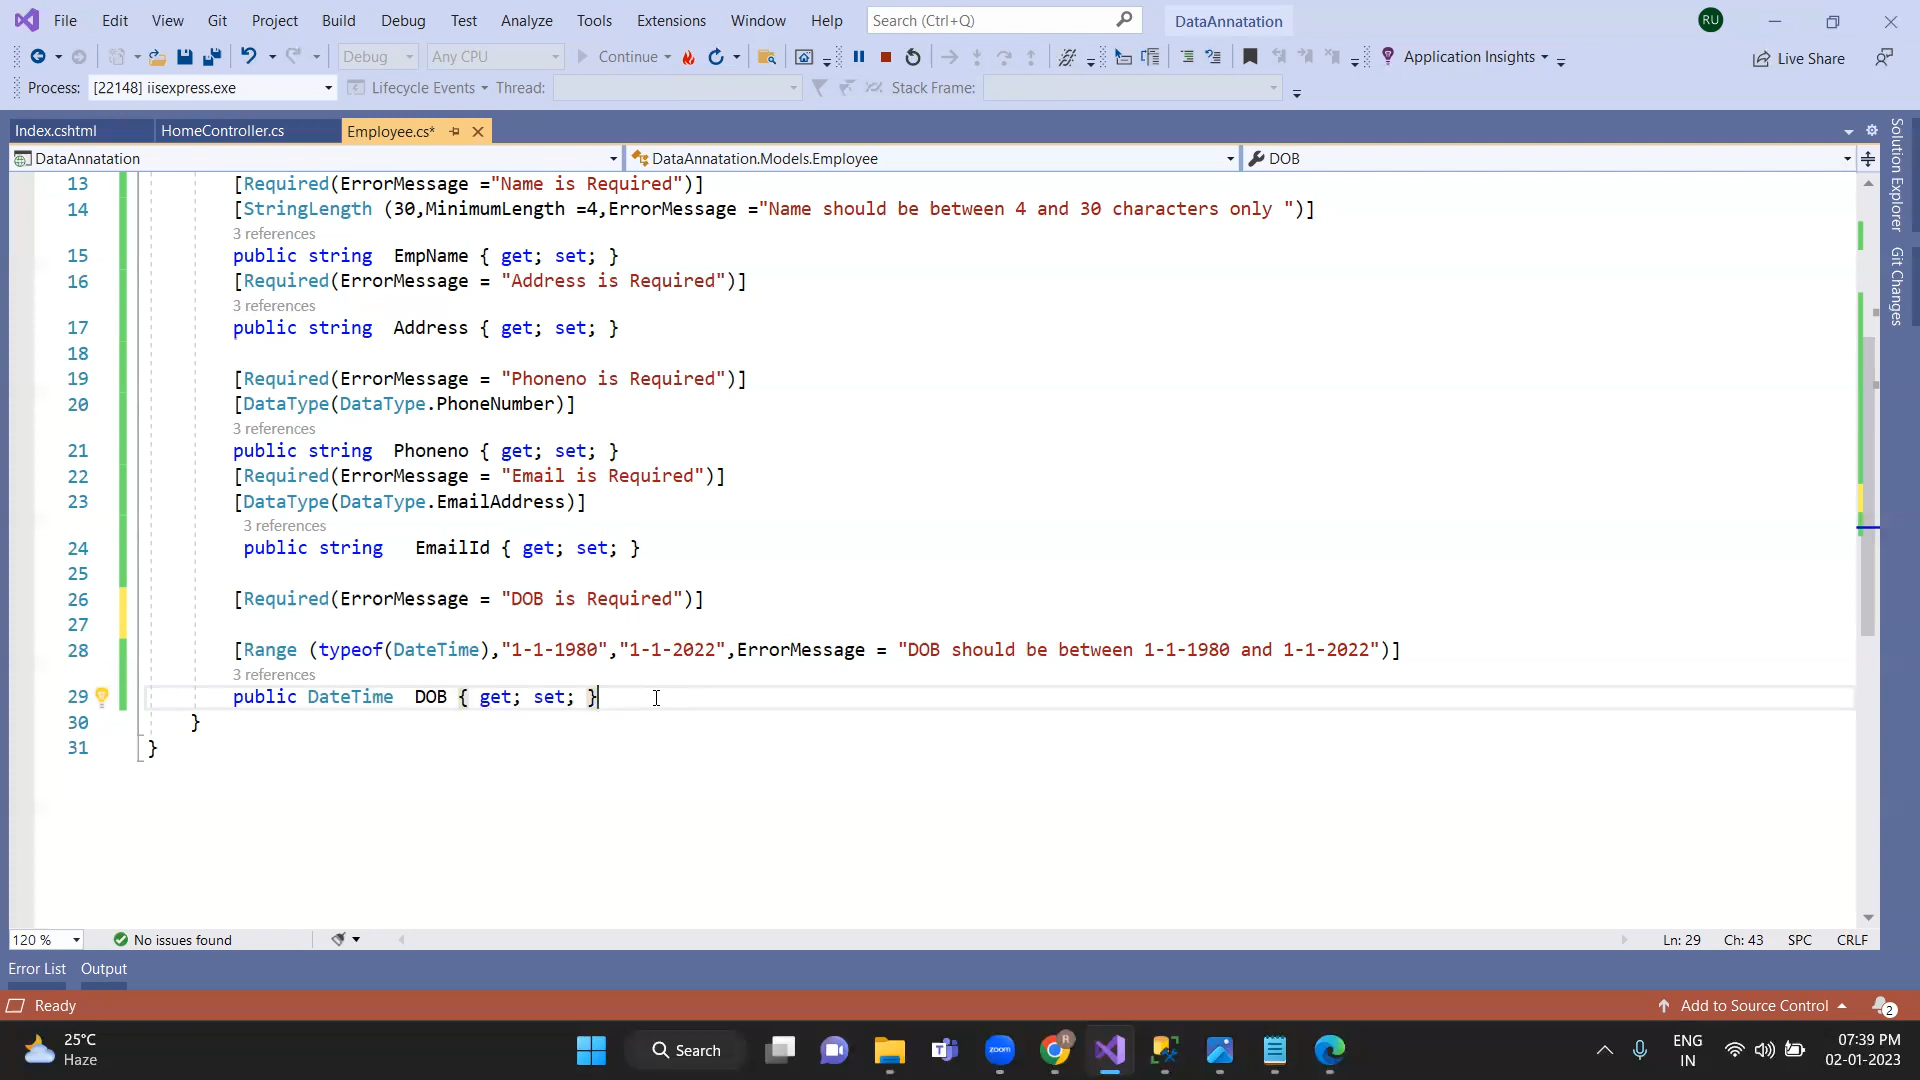 File Edit View Git Project Build Debug Test Analyze Tools Extensions Window Help Search (Ctrl+Q) DataAnnatation RU
Debug Any CPU Continue Application Insights Live Share
Process: [22148] iisexpress.exe Lifecycle Events Thread: Stack Frame:
Index.cshtml HomeController.cs Employee.cs*
DataAnnatation DataAnnatation.Models.Employee DOB
13 [Required(ErrorMessage ="Name is Required")]
14 [StringLength (30,MinimumLength =4,ErrorMessage ="Name should be between 4 and 30 characters only ")]
3 references
15 public string EmpName { get; set; }
16 [Required(ErrorMessage = "Address is Required")]
3 references
17 public string Address { get; set; }
18
19 [Required(ErrorMessage = "Phoneno is Required")]
20 [DataType(DataType.PhoneNumber)]
3 references
21 public string Phoneno { get; set; }
22 [Required(ErrorMessage = "Email is Required")]
23 [DataType(DataType.EmailAddress)]
3 references
24 public string EmailId { get; set; }
25
26 [Required(ErrorMessage = "DOB is Required")]
27
28 [Range (typeof(DateTime),"1-1-1980","1-1-2022",ErrorMessage = "DOB should be between 1-1-1980 and 1-1-2022")]
3 references
29 public DateTime DOB { get; set; }
30 }
31 }
Solution Explorer
Git Changes
120 % No issues found Ln: 29 Ch: 43 SPC CRLF
Error List Output
Ready Add to Source Control 2
25°C
Haze
Search
zoom
R
ENG
IN
07:39 PM
02-01-2023